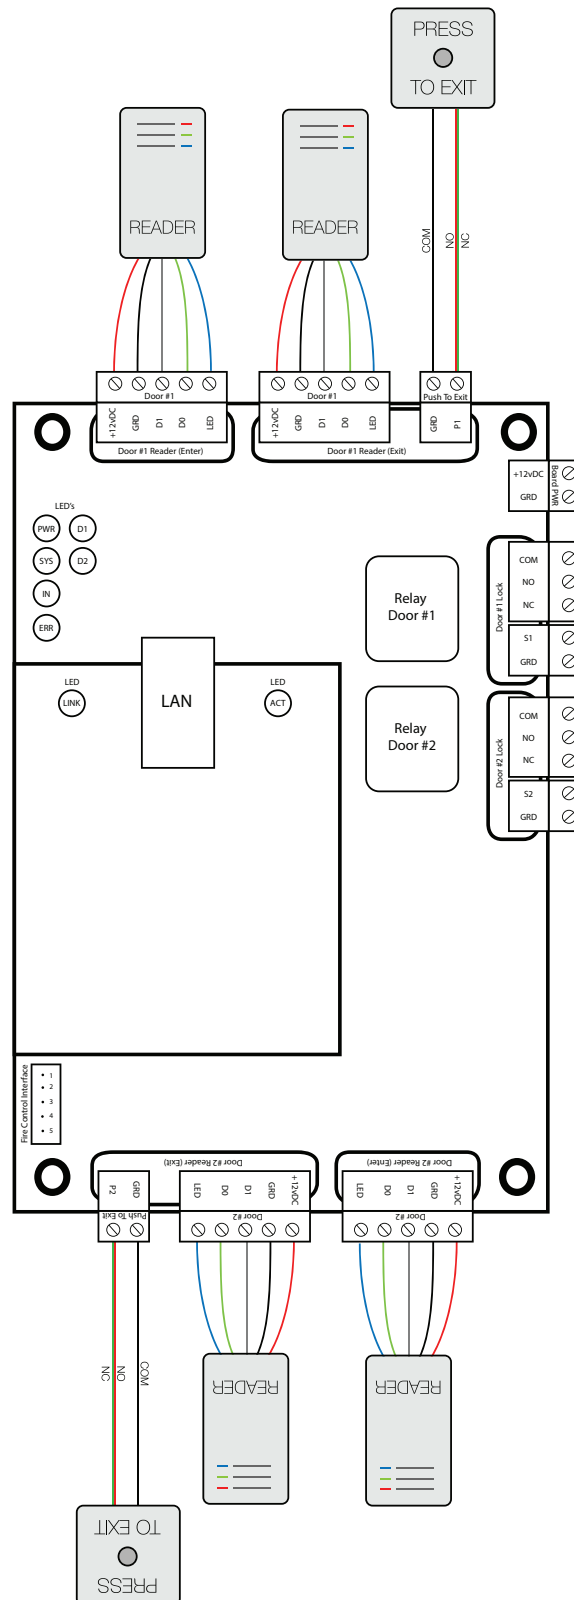 PRESS
TO EXIT
READER
READER
COM
NO
NC
Door #1
+12vDC
GRD
D1
D0
LED
Door #1 Reader (Enter)
Door #1
+12vDC
GRD
D1
D0
LED
Door #1 Reader (Exit)
Push To Exit
GRD
P1
+12vDC
GRD
Board PWR
LED's
PWR
D1
SYS
D2
IN
ERR
COM
NO
NC
S1
GRD
Door #1 Lock
Relay
Door #1
LED
LINK
LAN
LED
ACT
Relay
Door #2
COM
NO
NC
S2
GRD
Door #2 Lock
Fire Control Interface
1
2
3
4
5
Door #2 Reader (Exit)
P2
GRD
Push To Exit
LED
D0
D1
GRD
+12vDC
Door #2
Door #2 Reader (Enter)
LED
D0
D1
GRD
+12vDC
Door #2
NC
NO
COM
READER
READER
PRESS
TO EXIT